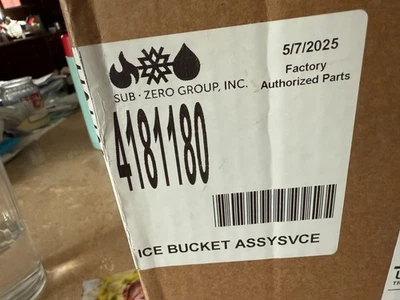 5/7/2025
Factory
Authorized Parts
SUB·ZERO GROUP, INC.
4181180
ICE BUCKET ASSYSVCE